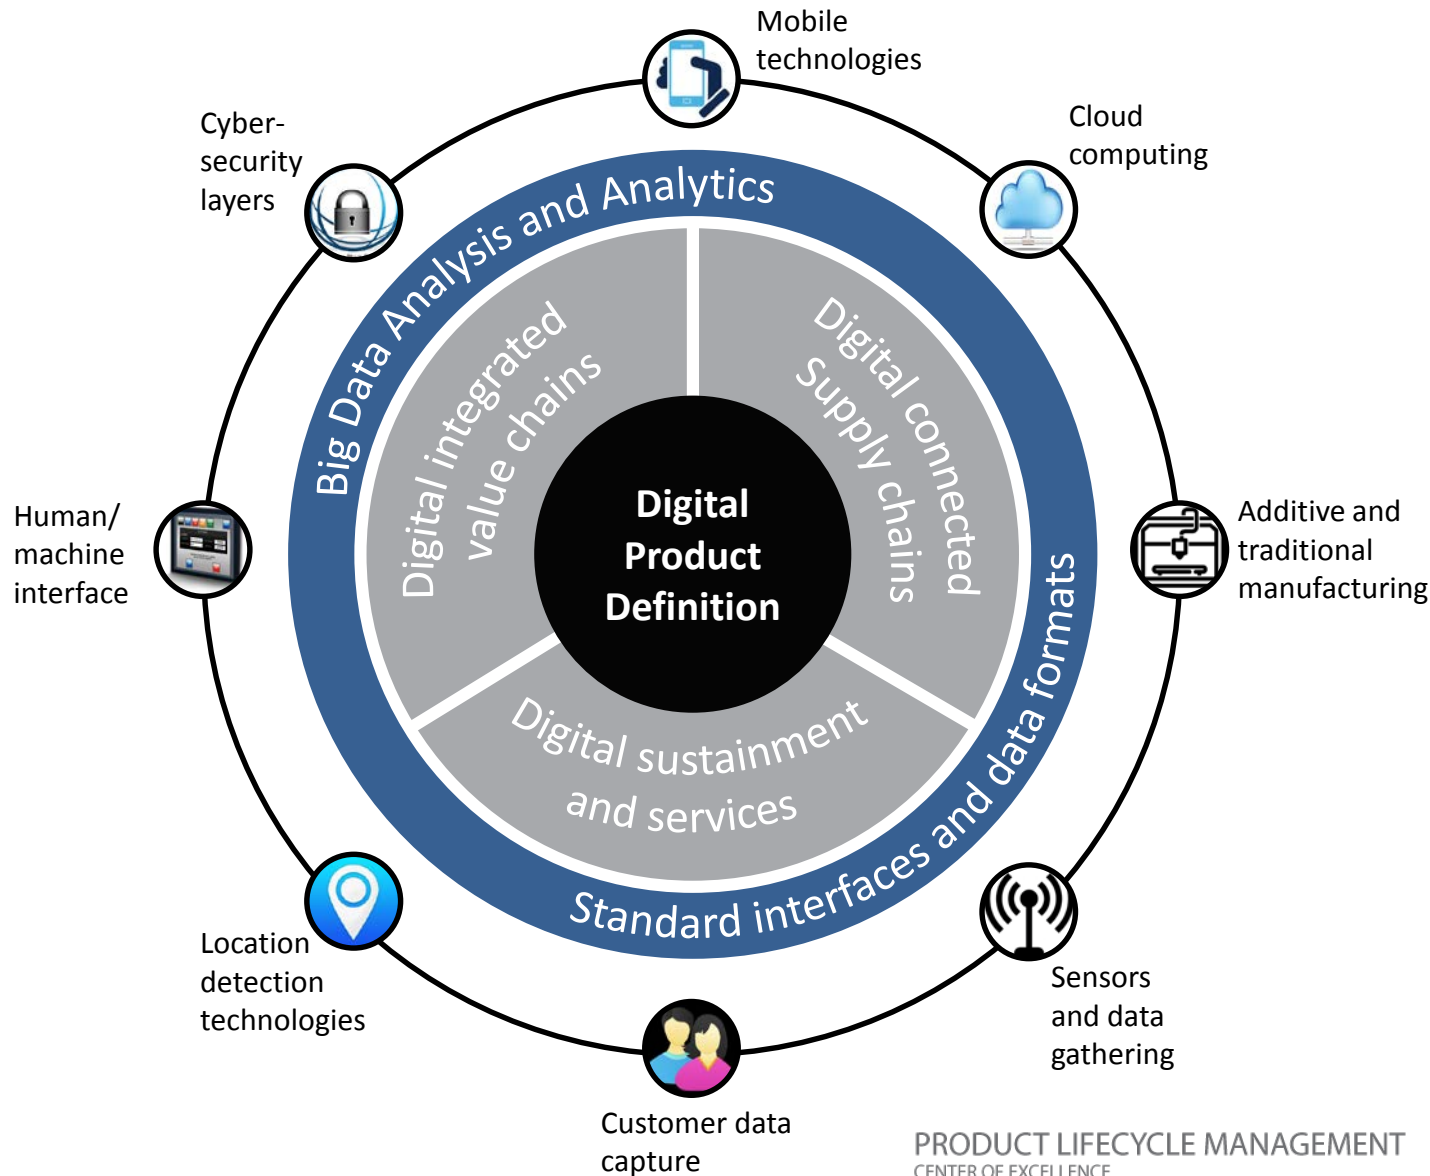 Mobile
technologies
Cloud
computing
Cyber-
security
layers
Big Data Analysis and Analytics
Digital integrated
value chains
Digital connected
Supply chains
Digital
Product
Definition
Human/
machine
interface
Additive and
traditional
manufacturing
Digital sustainment
and services
Standard interfaces and data formats
Location
detection
technologies
Sensors
and data
gathering
Customer data
capture
PRODUCT LIFECYCLE MANAGEMENT
CENTER OF EXCELLENCE